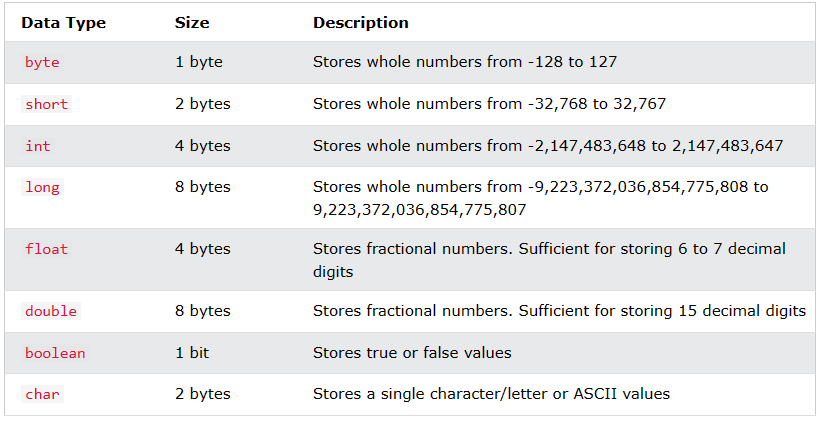 Data Type Size Description
byte 1 byte Stores whole numbers from -128 to 127
short 2 bytes Stores whole numbers from -32,768 to 32,767
int 4 bytes Stores whole numbers from -2,147,483,648 to 2,147,483,647
long 8 bytes Stores whole numbers from -9,223,372,036,854,775,808 to
9,223,372,036,854,775,807
float 4 bytes Stores fractional numbers. Sufficient for storing 6 to 7 decimal
digits
double 8 bytes Stores fractional numbers. Sufficient for storing 15 decimal digits
boolean 1 bit Stores true or false values
char 2 bytes Stores a single character/letter or ASCII values